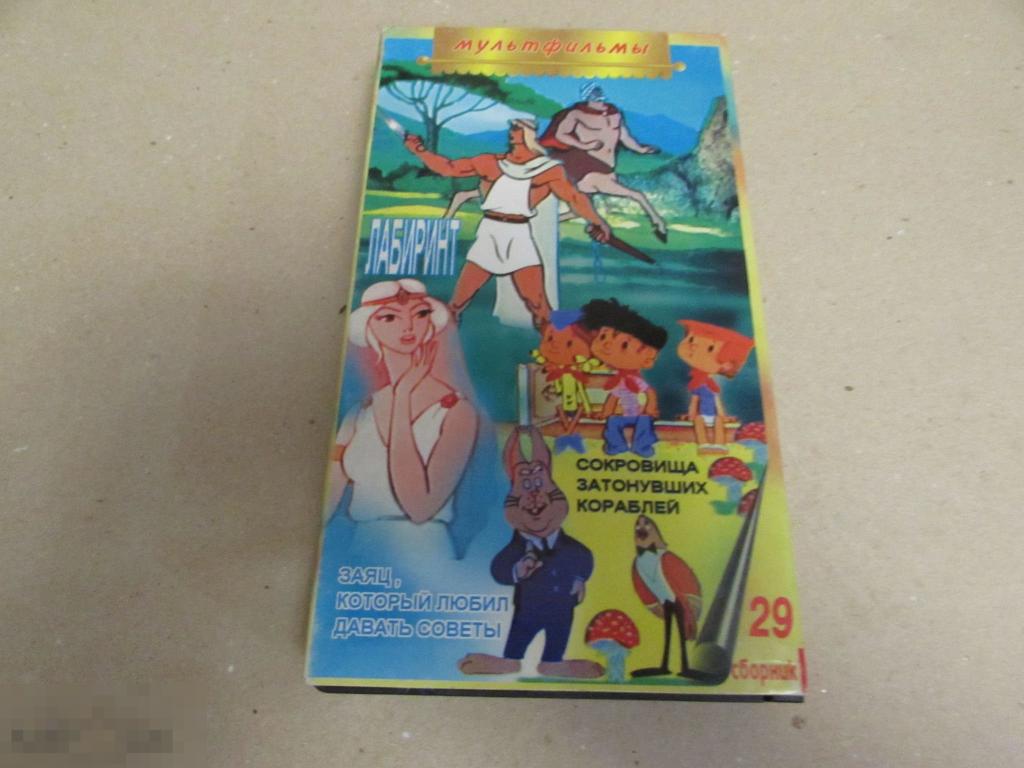 мультфильмы
ЛАБИРИНТ
СОКРОВИЩА
ЗАТОНУВШИХ
КОРАБЛЕЙ
ЗАЯЦ,
КОТОРЫЙ ЛЮБИЛ
ДАВАТЬ СОВЕТЫ
29
сборник